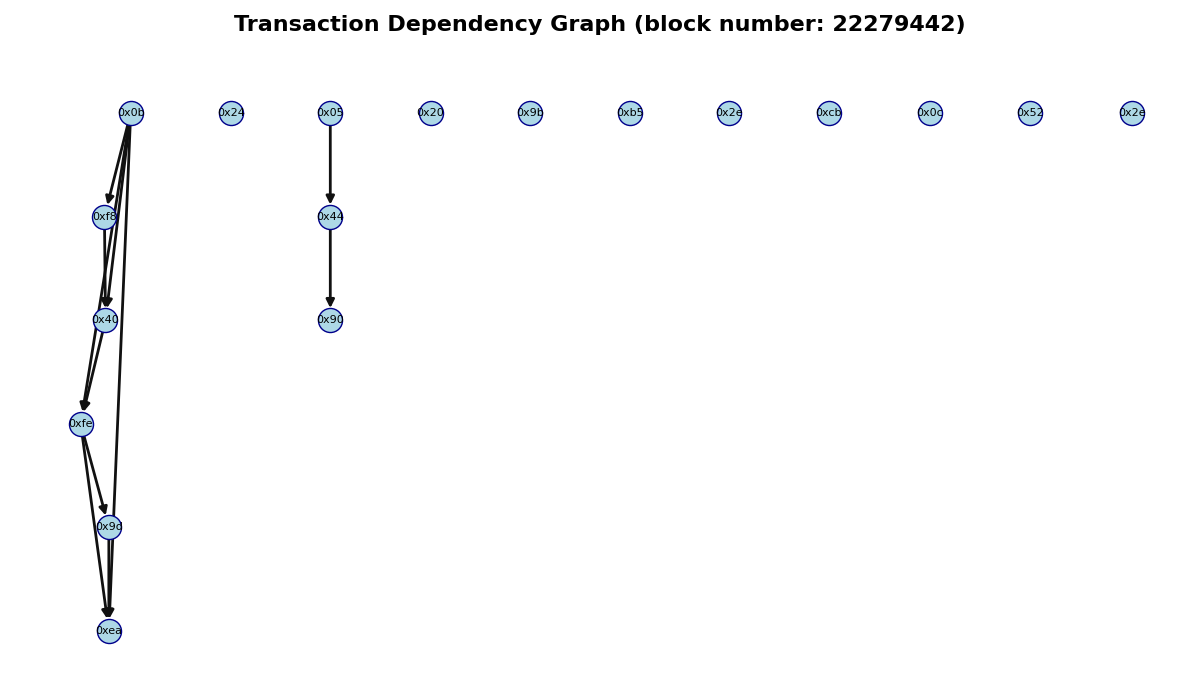 Transaction Dependency Graph (block number: 22279442)
0x0b 0x24 0x05 0x20 0x9b 0xb5 0x2e 0xcb 0x0c 0x52 0x2e
0xf8 0x44
0x40 0x90
0xfe
0x9c
0xea